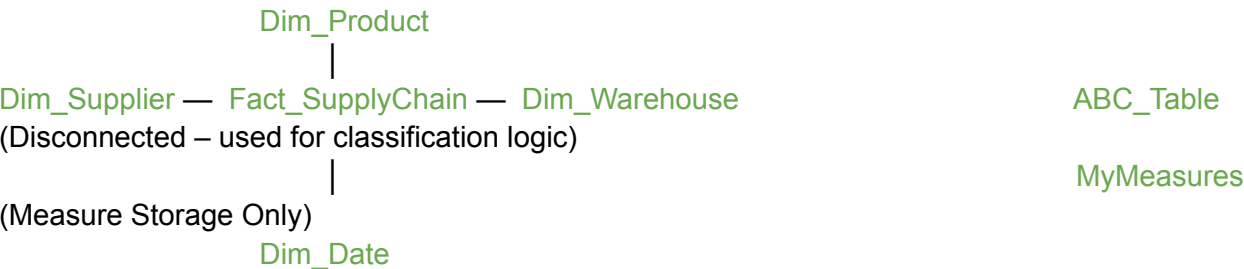 Dim_Product
|
Dim_Supplier — Fact_SupplyChain — Dim_Warehouse ABC_Table
(Disconnected – used for classification logic)
| MyMeasures
(Measure Storage Only)
Dim_Date